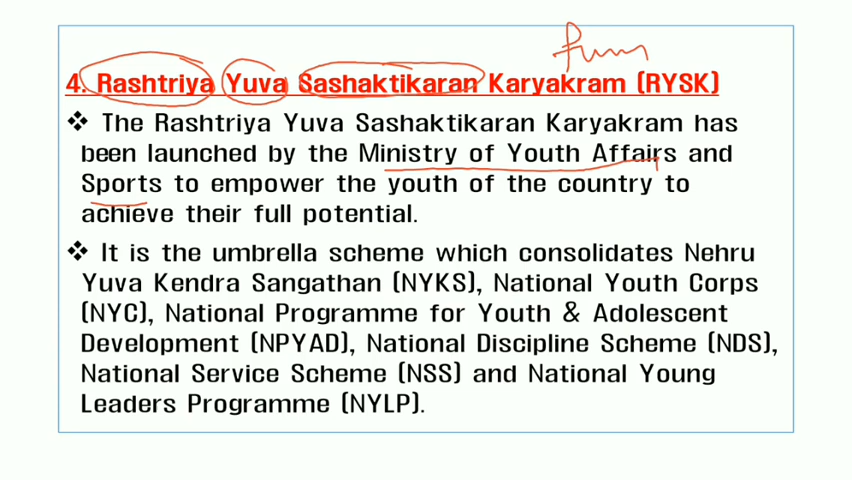 4. Rashtriya Yuva Sashaktikaran Karyakram (RYSK)
❖ The Rashtriya Yuva Sashaktikaran Karyakram has
been launched by the Ministry of Youth Affairs and
Sports to empower the youth of the country to
achieve their full potential.
❖ It is the umbrella scheme which consolidates Nehru
Yuva Kendra Sangathan (NYKS), National Youth Corps
(NYC), National Programme for Youth & Adolescent
Development (NPYAD), National Discipline Scheme (NDS),
National Service Scheme (NSS) and National Young
Leaders Programme (NYLP).